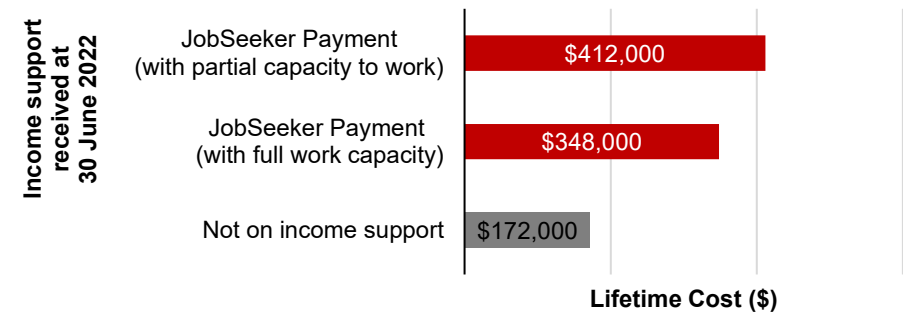 Income support
received at
30 June 2022
JobSeeker Payment
(with partial capacity to work)
$412,000
JobSeeker Payment
(with full work capacity)
$348,000
Not on income support
$172,000
Lifetime Cost ($)